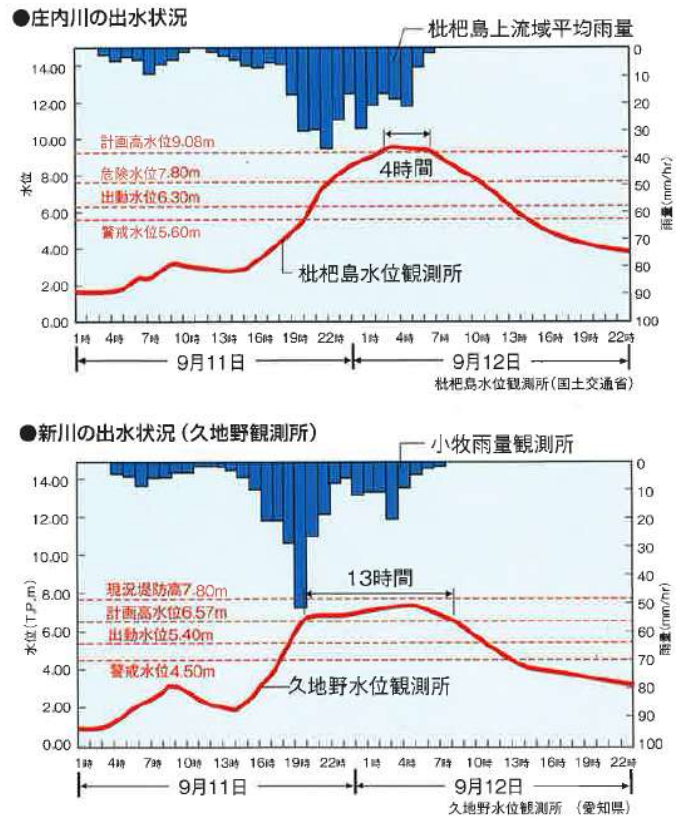 ●庄内川の出水状況
枇杷島上流域平均雨量
14.00
12.00
10.00
8.00
6.00
4.00
2.00
0.00
水位
計画高水位9.08m
危険水位7.80m
出動水位6.30m
警戒水位5.60m
4時間
枇杷島水位観測所
0
10
20
30
40
50
60
70
80
90
100
雨量(mm/hr)
1時 4時 7時 10時 13時 16時 19時 22時 1時 4時 7時 10時 13時 16時 19時 22時
9月11日 9月12日
枇杷島水位観測所(国土交通省)
●新川の出水状況(久地野観測所)
小牧雨量観測所
14.00
12.00
10.00
8.00
6.00
4.00
2.00
0.00
水位(T.P.m)
13時間
現況堤防高7.80m
計画高水位6.57m
出動水位5.40m
警戒水位4.50m
久地野水位観測所
0
10
20
30
40
50
60
70
80
90
100
雨量(mm/hr)
1時 4時 7時 10時 13時 16時 19時 22時 1時 4時 7時 10時 13時 16時 19時 22時
9月11日 9月12日
久地野水位観測所 (愛知県)